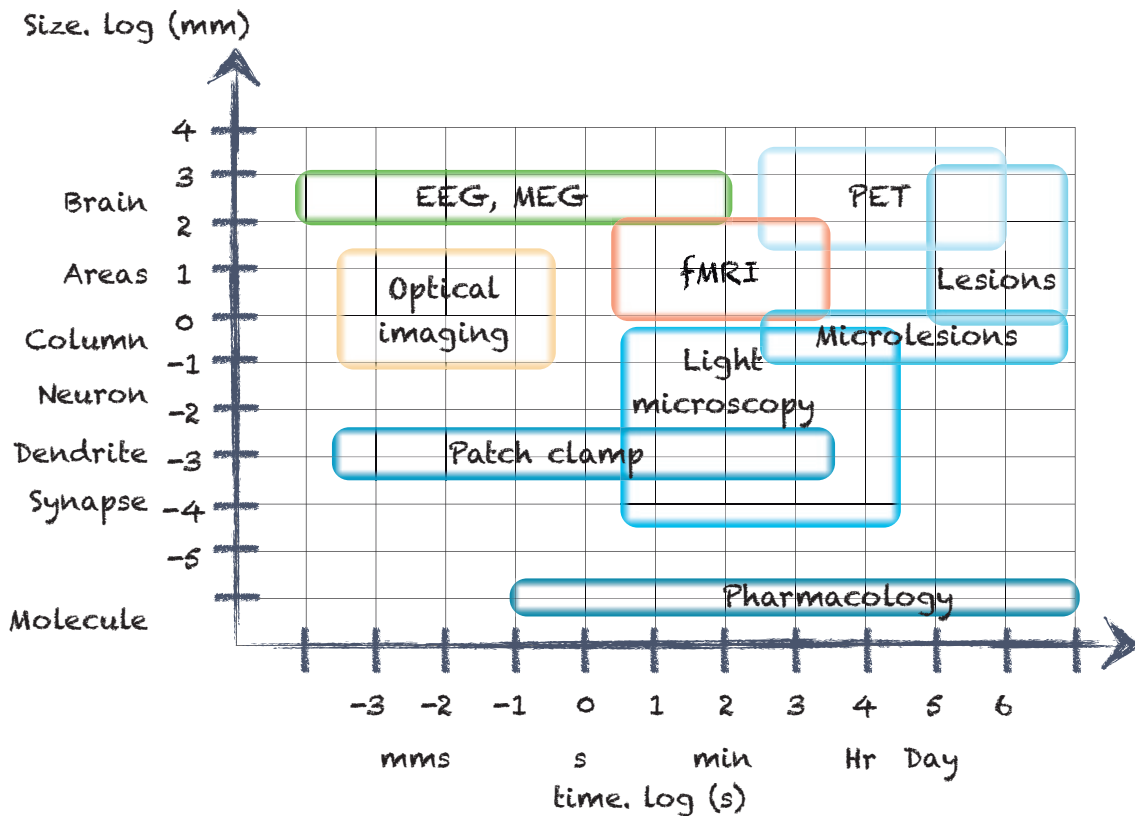 Size. log (mm)
4
3
Brain
EEG, MEG
PET
2
Areas
1
fMRI
Lesions
Optical
imaging
0
Column
Microlesions
-1
Light
microscopy
Neuron
-2
Dendrite
-3
Patch clamp
Synapse
-4
-5
Pharmacology
Molecule
-3 -2 -1 0 1 2 3 4 5 6
mms s min Hr Day
time. log (s)